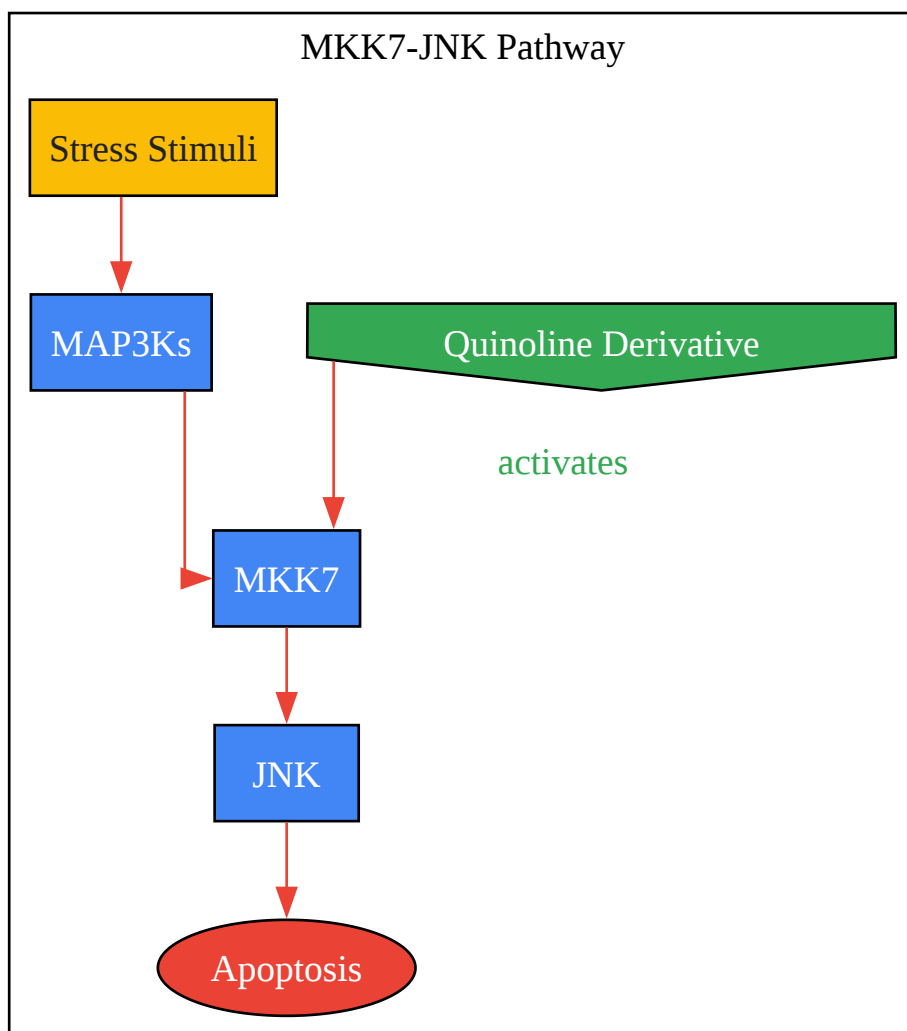 MKK7-JNK Pathway
Stress Stimuli
MAP3Ks
Quinoline Derivative
activates
MKK7
JNK
Apoptosis